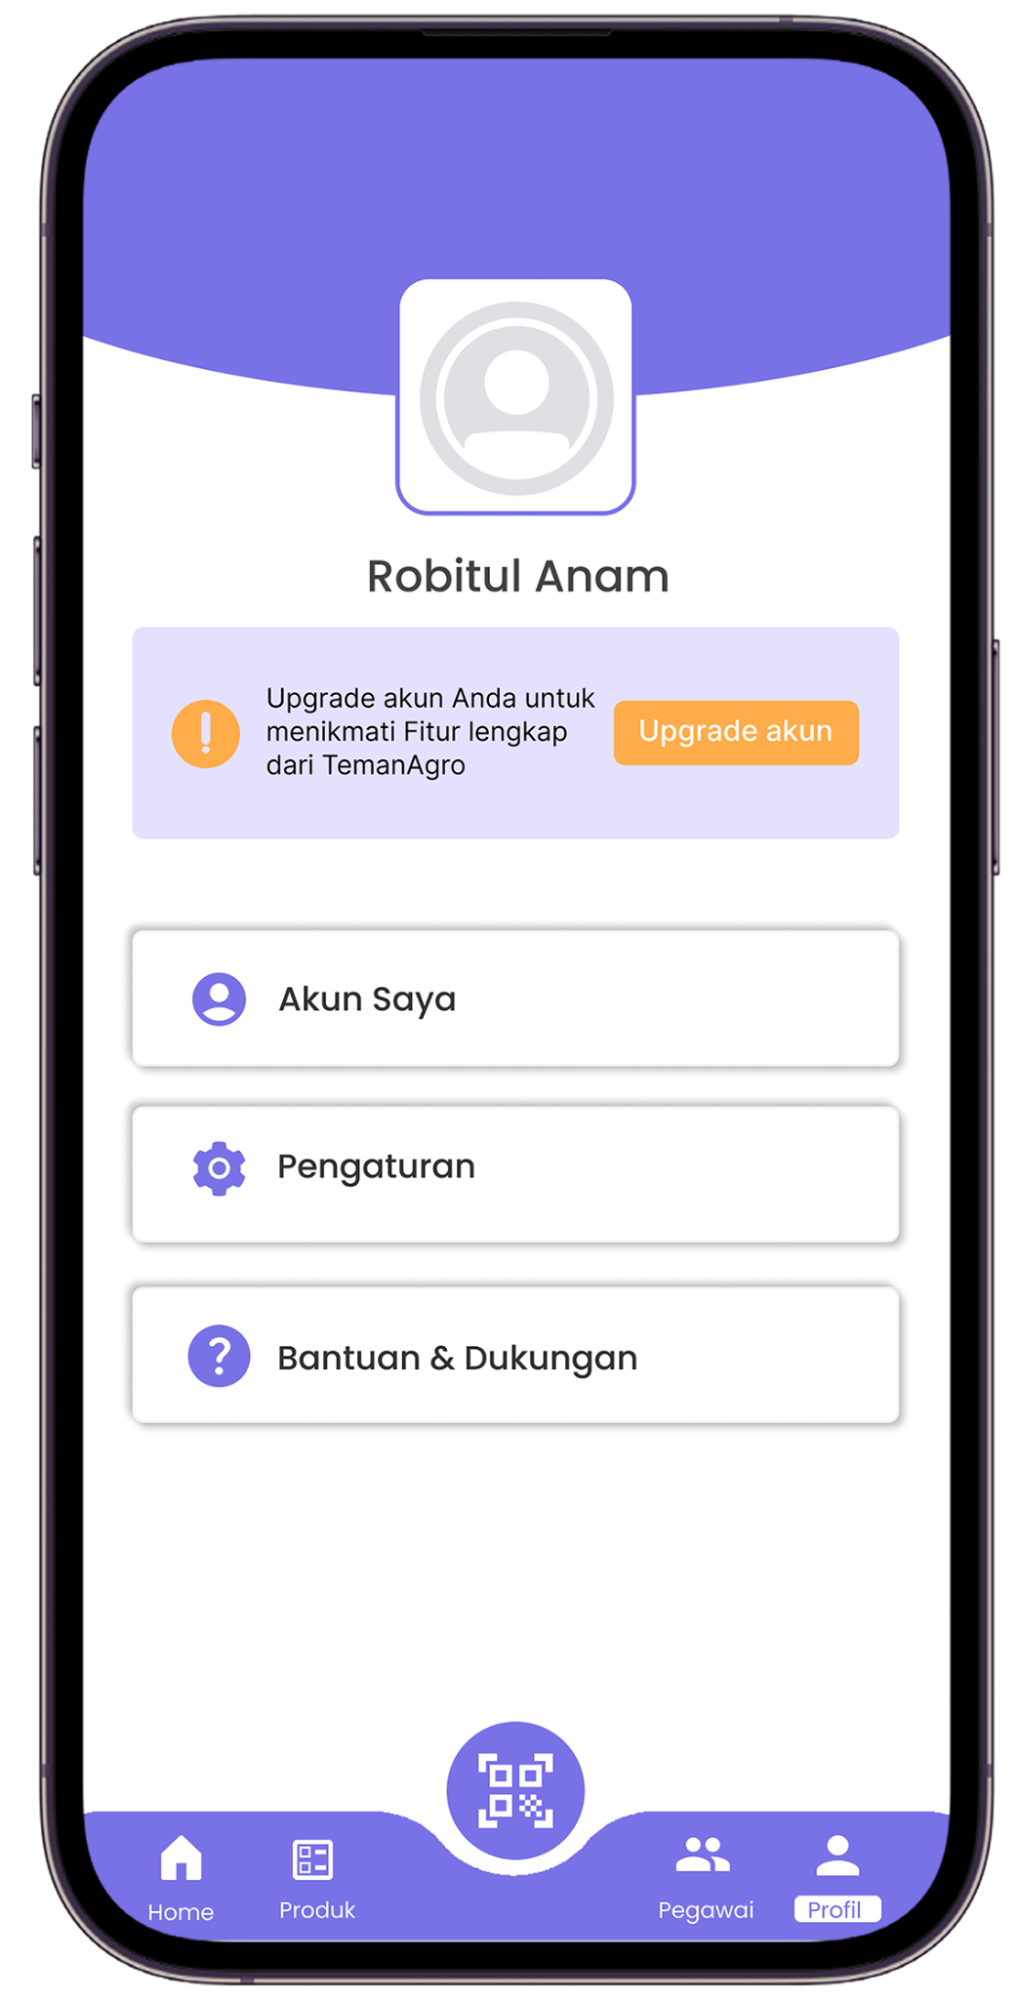 Robitul Anam
Upgrade akun Anda untuk
menikmati Fitur lengkap
dari TemanAgro
Upgrade akun
Akun Saya
Pengaturan
Bantuan & Dukungan
Home
Produk
Pegawai
Profil